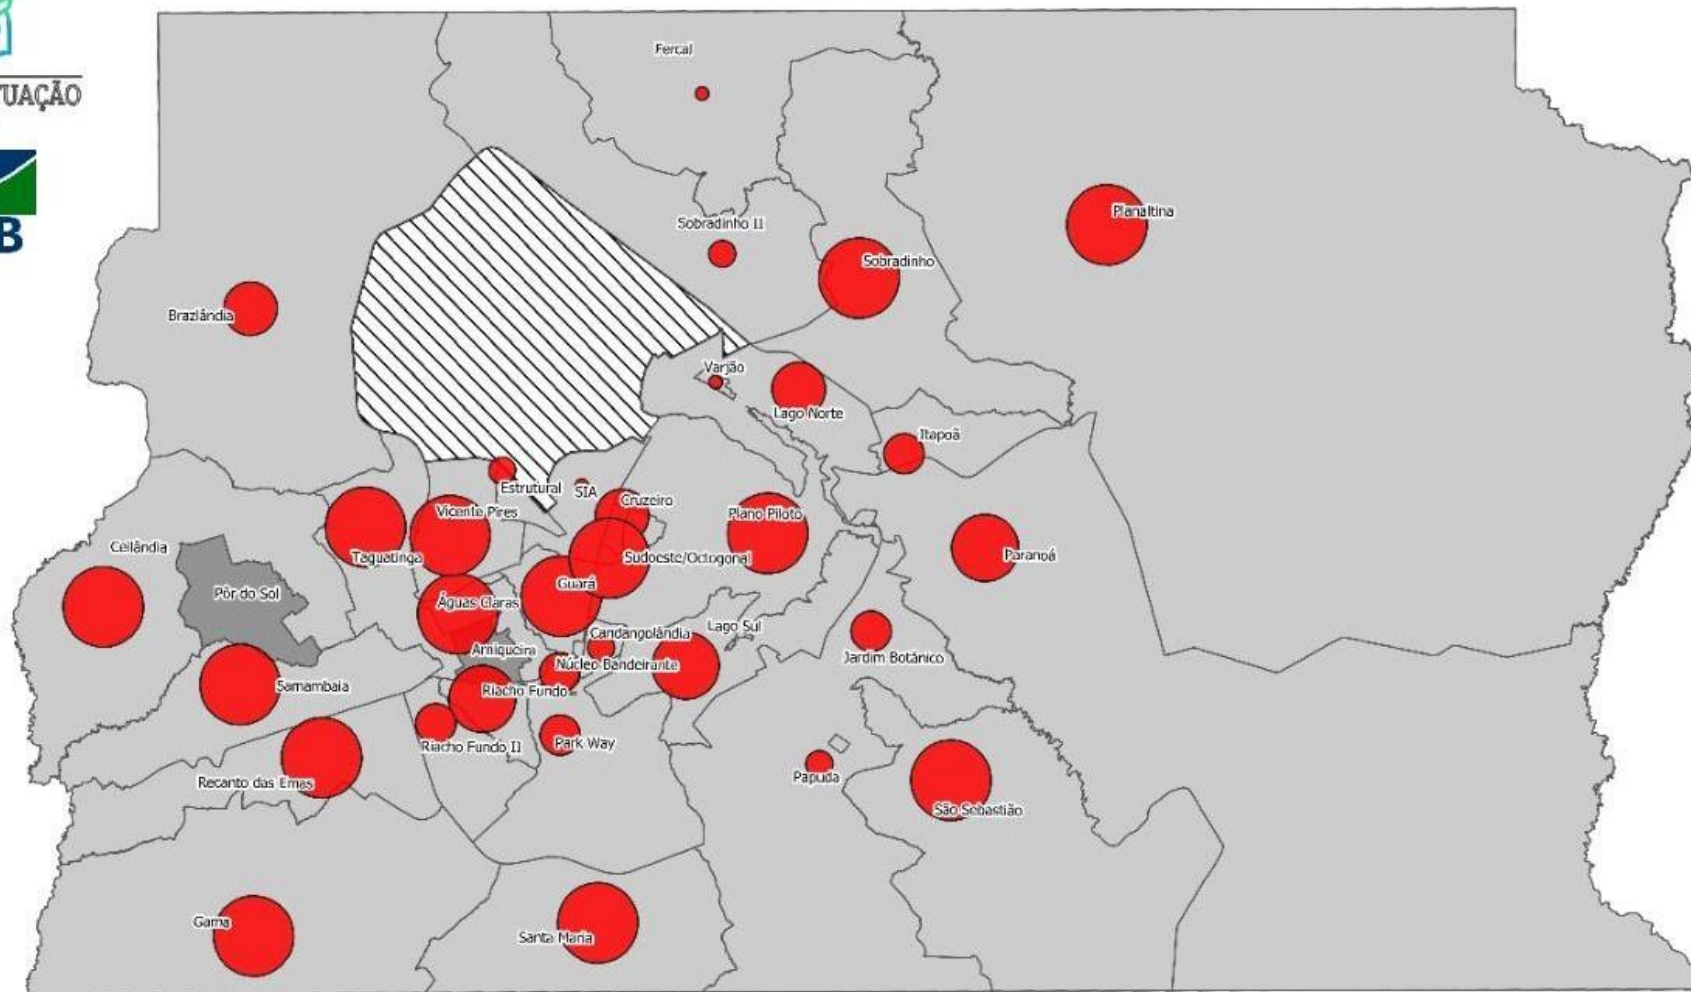 UAÇÃO
B
Fercal
Planaltina
Sobradinho II
Sobradinho
Brazlândia
Varjão
Lago Norte
Itapoã
Estrutural
SIA
Cruzeiro
Vicente Pires
Plano Piloto
Ceilândia
Taguatinga
Sudoeste/Octogonal
Paranoá
Guará
Pôr do Sol
Águas Claras
Candangolândia
Lago Sul
Arniqueira
Núcleo Bandeirante
Jardim Botânico
Samambaia
Riacho Fundo
Riacho Fundo II
Park Way
Recanto das Emas
Papuda
São Sebastião
Gama
Santa Maria